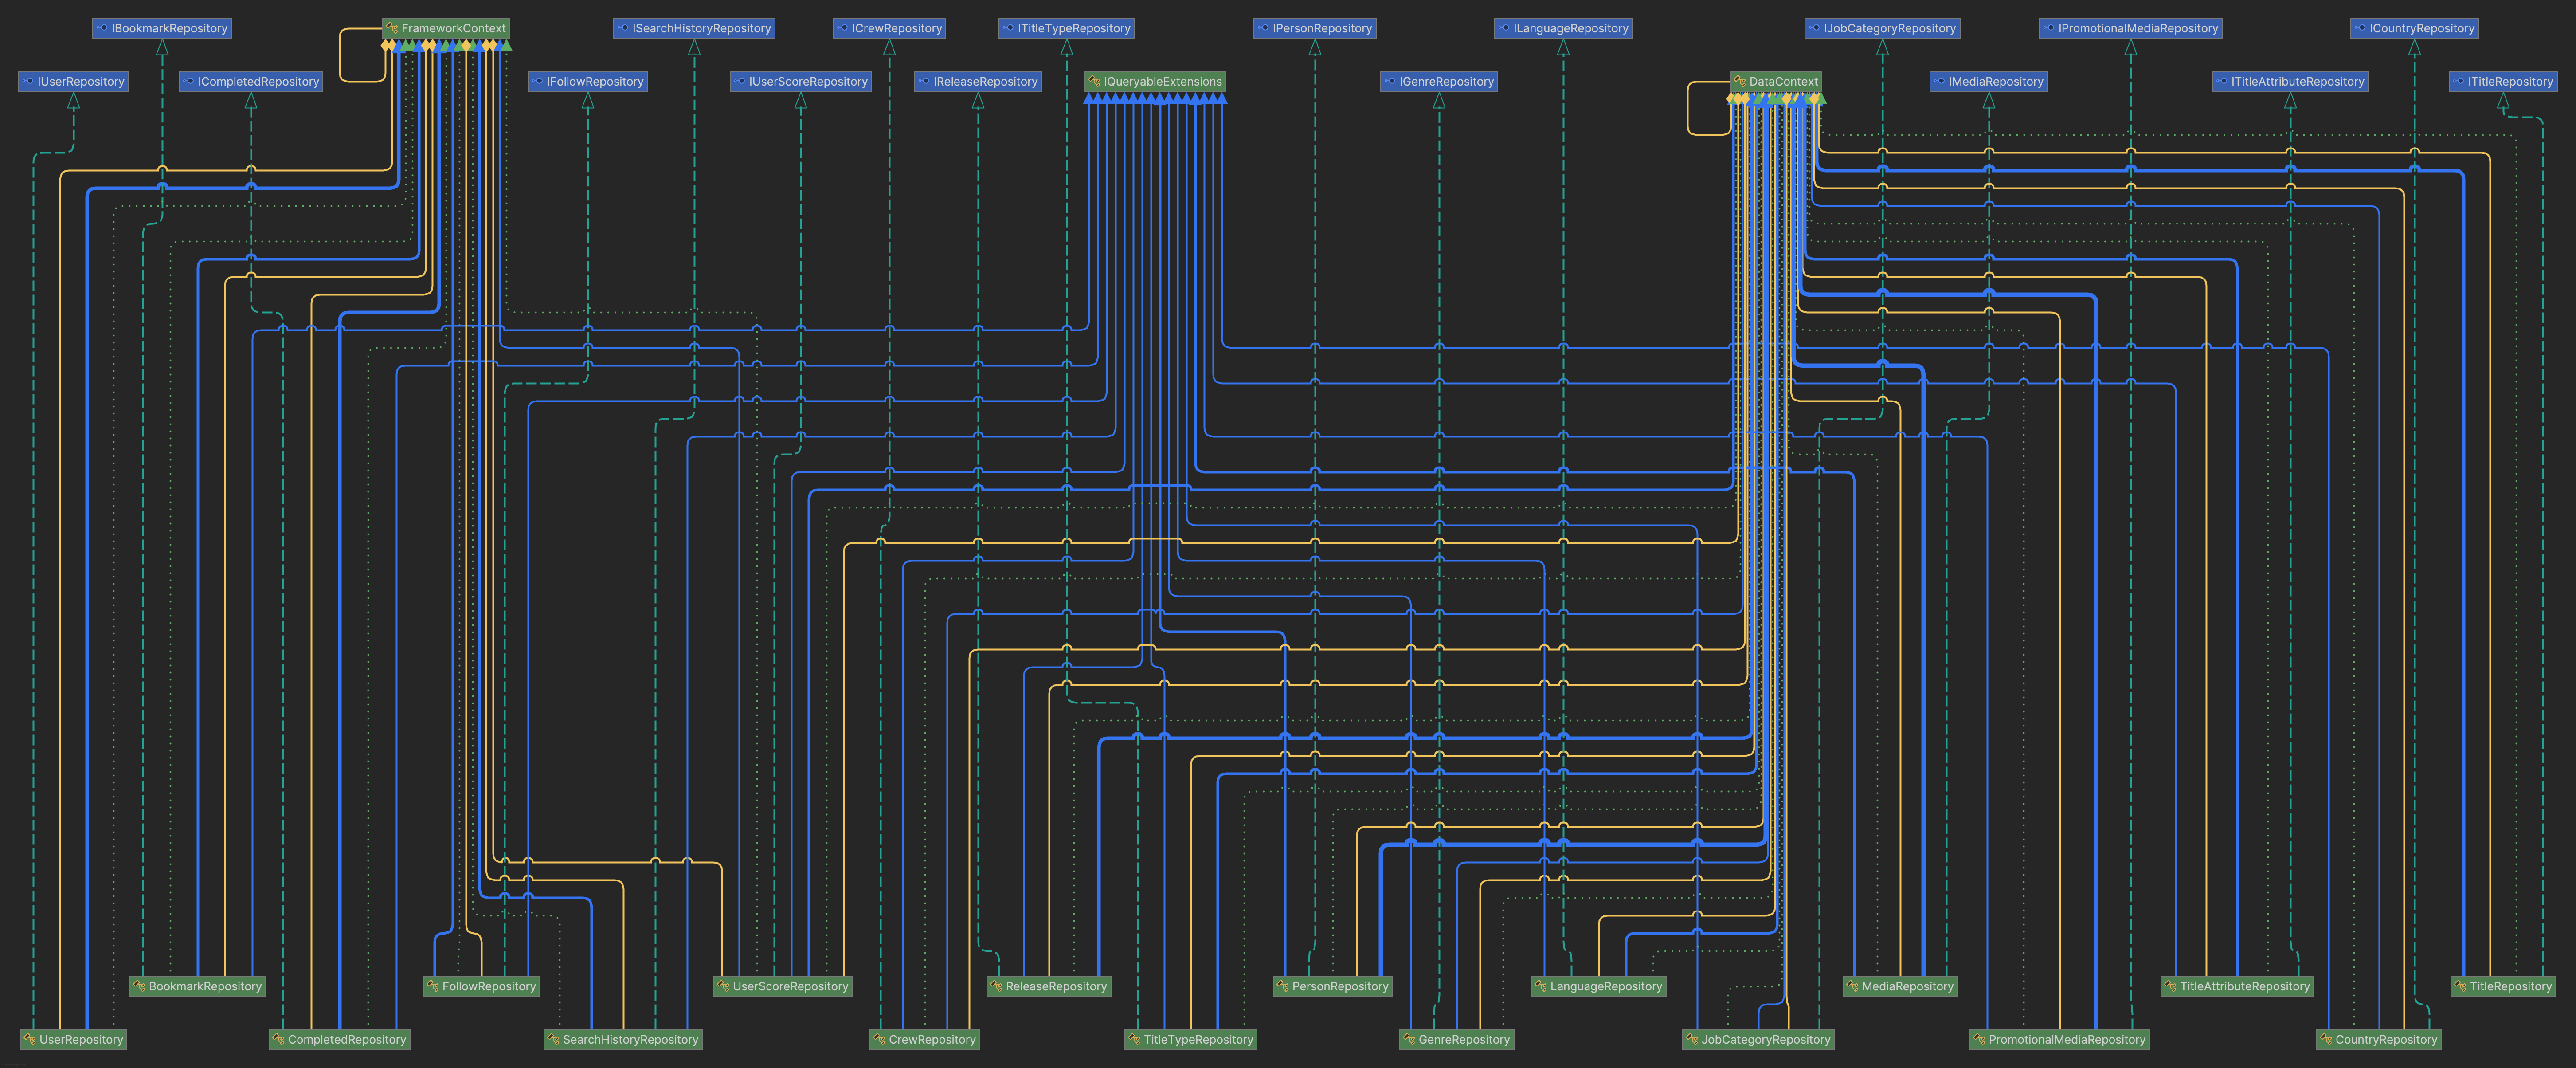 IBookmarkRepository
FrameworkContext
ISearchHistoryRepository
ICrewRepository
ITitleTypeRepository
IPersonRepository
ILanguageRepository
IJobCategoryRepository
IPromotionalMediaRepository
ICountryRepository
IUserRepository
ICompletedRepository
IFollowRepository
IUserScoreRepository
IReleaseRepository
IQueryableExtensions
IGenreRepository
DataContext
IMediaRepository
ITitleAttributeRepository
ITitleRepository
BookmarkRepository
FollowRepository
UserScoreRepository
ReleaseRepository
PersonRepository
LanguageRepository
MediaRepository
TitleAttributeRepository
TitleRepository
UserRepository
CompletedRepository
SearchHistoryRepository
CrewRepository
TitleTypeRepository
GenreRepository
JobCategoryRepository
PromotionalMediaRepository
CountryRepository